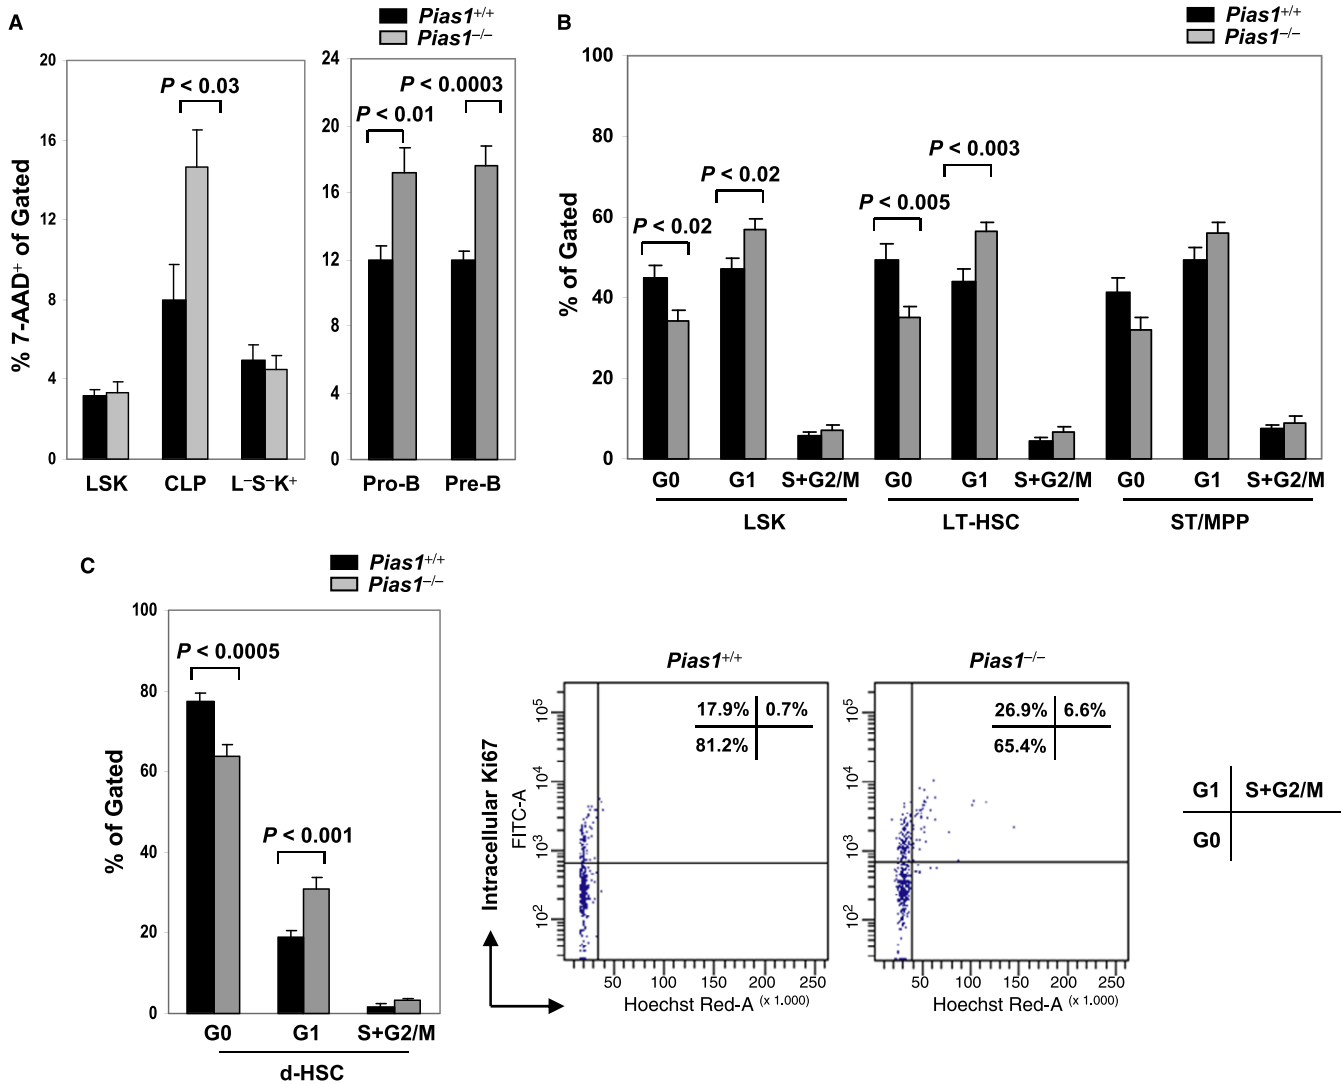 A
Pias1+/+
Pias1–/–
% 7-AAD+ of Gated
20
16
12
8
4
0
P < 0.03
LSK CLP L–S–K+
24
20
16
12
8
4
0
P < 0.01
P < 0.0003
Pro-B Pre-B
B
Pias1+/+
Pias1–/–
% of Gated
100
80
60
40
20
0
P < 0.02
P < 0.02
P < 0.005
P < 0.003
G0 G1 S+G2/M G0 G1 S+G2/M G0 G1 S+G2/M
LSK LT-HSC ST/MPP
C
Pias1+/+
Pias1–/–
% of Gated
100
80
60
40
20
0
P < 0.0005
P < 0.001
G0 G1 S+G2/M
d-HSC
Intracellular Ki67
FITC-A
Pias1+/+
10^5
10^4
10^3
10^2
17.9% 0.7%
81.2%
50 100 150 200 250
Hoechst Red-A (x 1.000)
Pias1–/–
10^5
10^4
10^3
10^2
26.9% 6.6%
65.4%
50 100 150 200 250
Hoechst Red-A (x 1.000)
G1 S+G2/M
G0